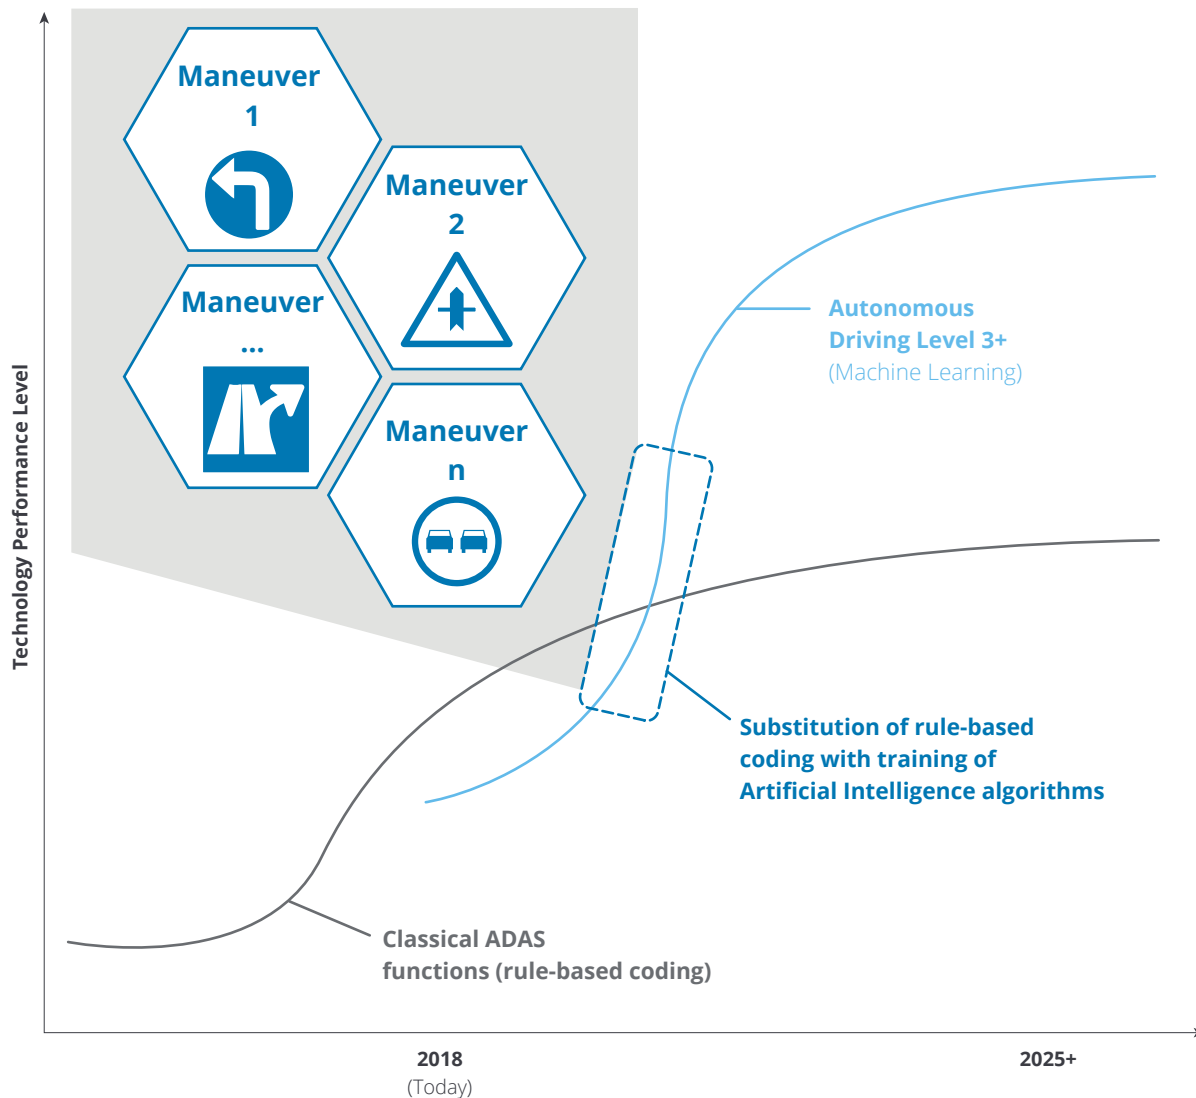 Maneuver
1
Maneuver
2
Maneuver
...
Maneuver
n
Technology Performance Level
Autonomous
Driving Level 3+
(Machine Learning)
Substitution of rule-based
coding with training of
Artificial Intelligence algorithms
Classical ADAS
functions (rule-based coding)
2018
(Today)
2025+